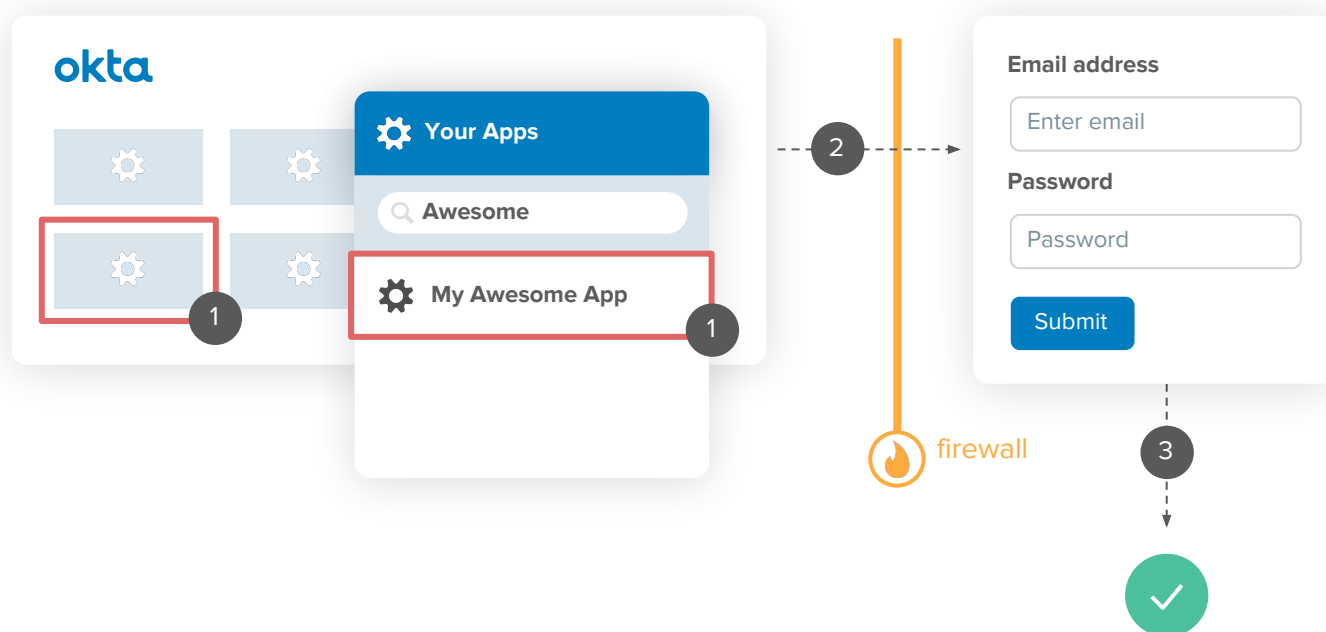 okta
Your Apps
Awesome
My Awesome App
1
1
2
firewall
Email address
Enter email
Password
Password
Submit
3